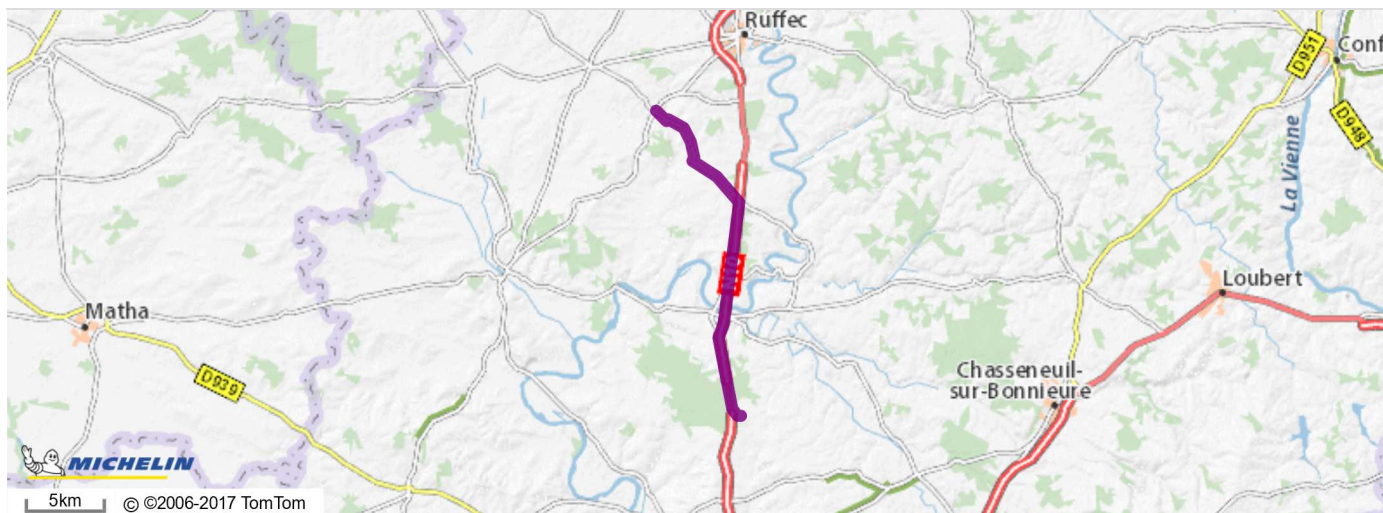 Ruffec
D951
Conf
D948
La Vienne
Loubert
Matha
D939
Chasseneuil-
sur-Bonnieure
MICHELIN
5km
© ©2006-2017 TomTom